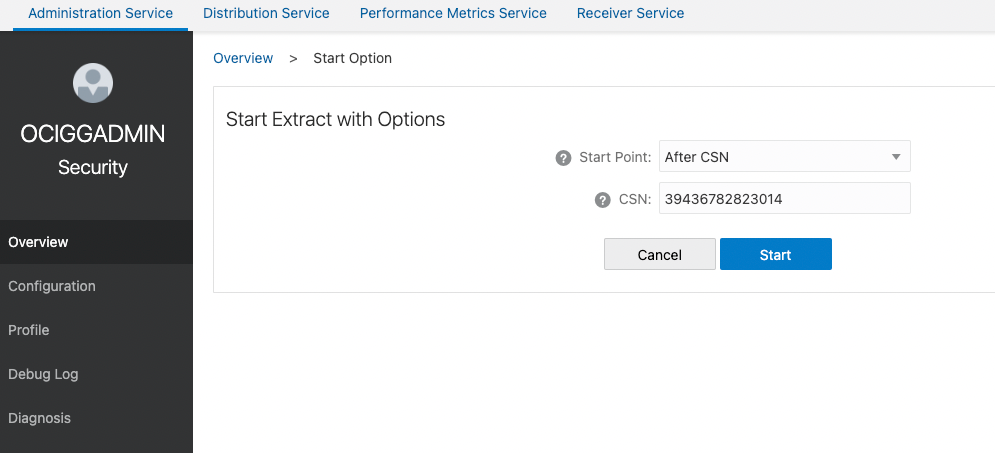 Administration Service Distribution Service Performance Metrics Service Receiver Service
OCIGGADMIN
Security
Overview
Configuration
Profile
Debug Log
Diagnosis
Overview > Start Option
Start Extract with Options
? Start Point: After CSN
? CSN: 39436782823014
Cancel Start